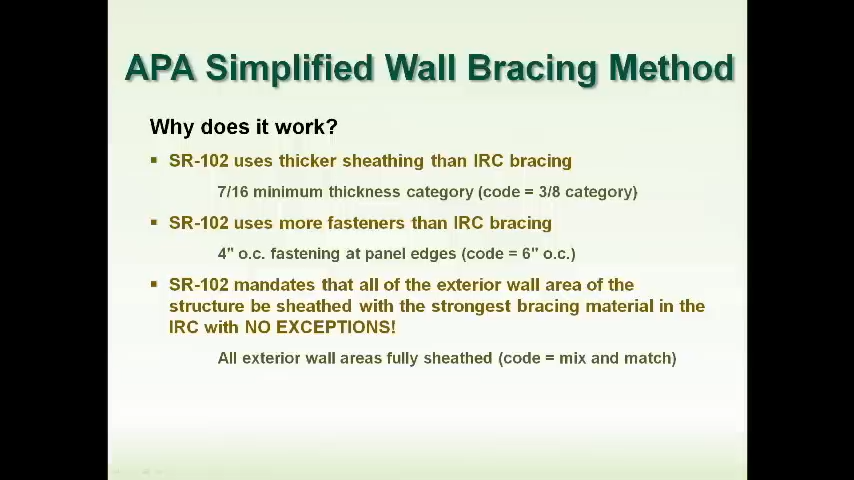 APA Simplified Wall Bracing Method
Why does it work?
▪ SR-102 uses thicker sheathing than IRC bracing
7/16 minimum thickness category (code = 3/8 category)
▪ SR-102 uses more fasteners than IRC bracing
4" o.c. fastening at panel edges (code = 6" o.c.)
▪ SR-102 mandates that all of the exterior wall area of the
structure be sheathed with the strongest bracing material in the
IRC with NO EXCEPTIONS!
All exterior wall areas fully sheathed (code = mix and match)